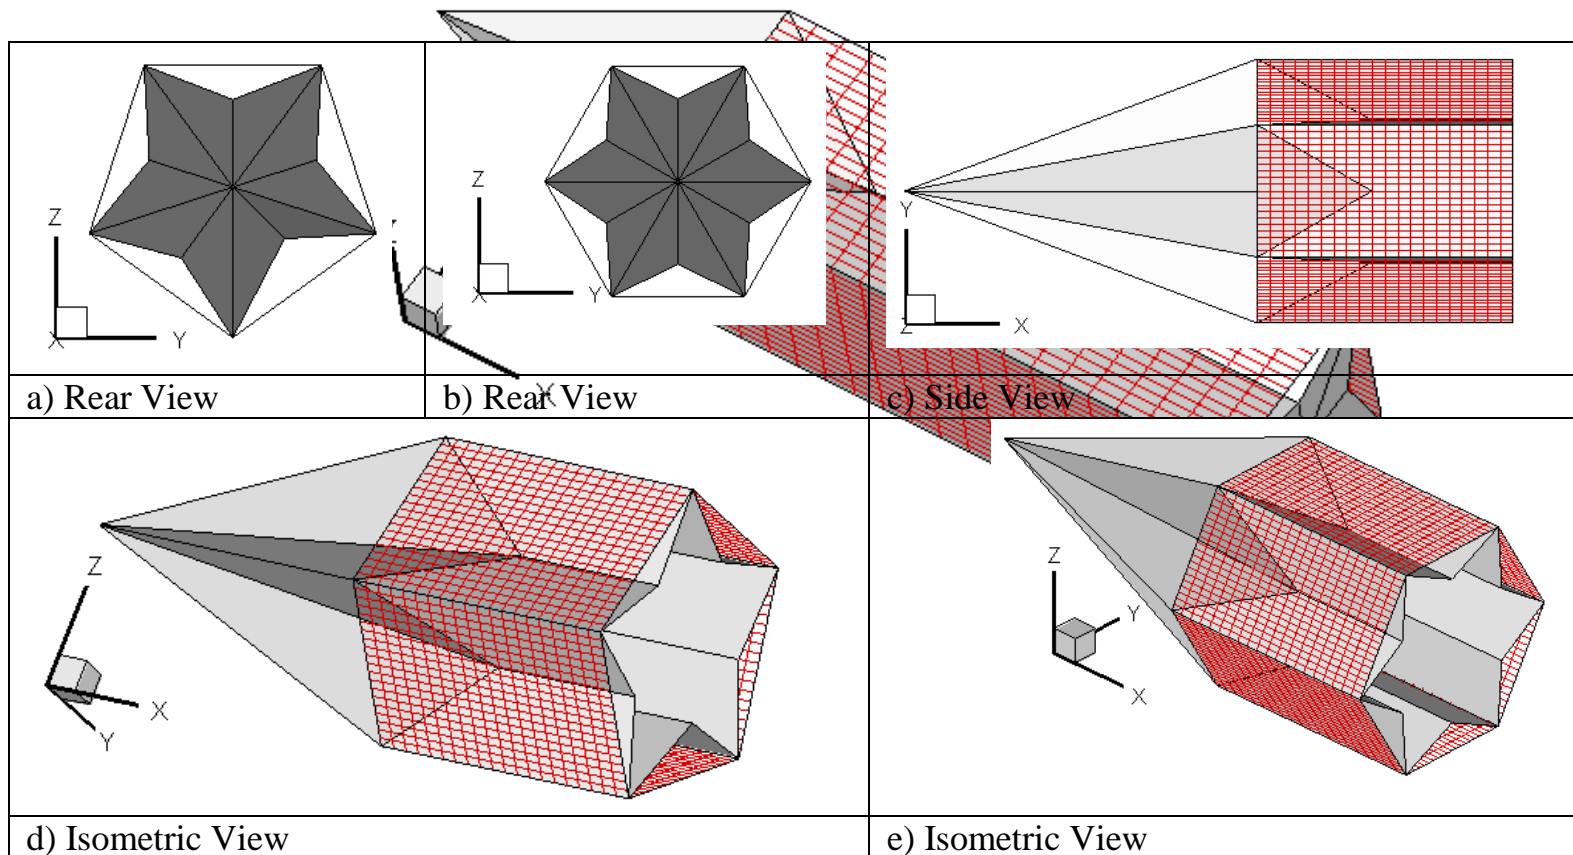 Z
X
Y
a) Rear View
Z
X
Y
X
b) Rear View
Y
Z
X
c) Side View
Z
X
Y
d) Isometric View
Z
Y
X
e) Isometric View